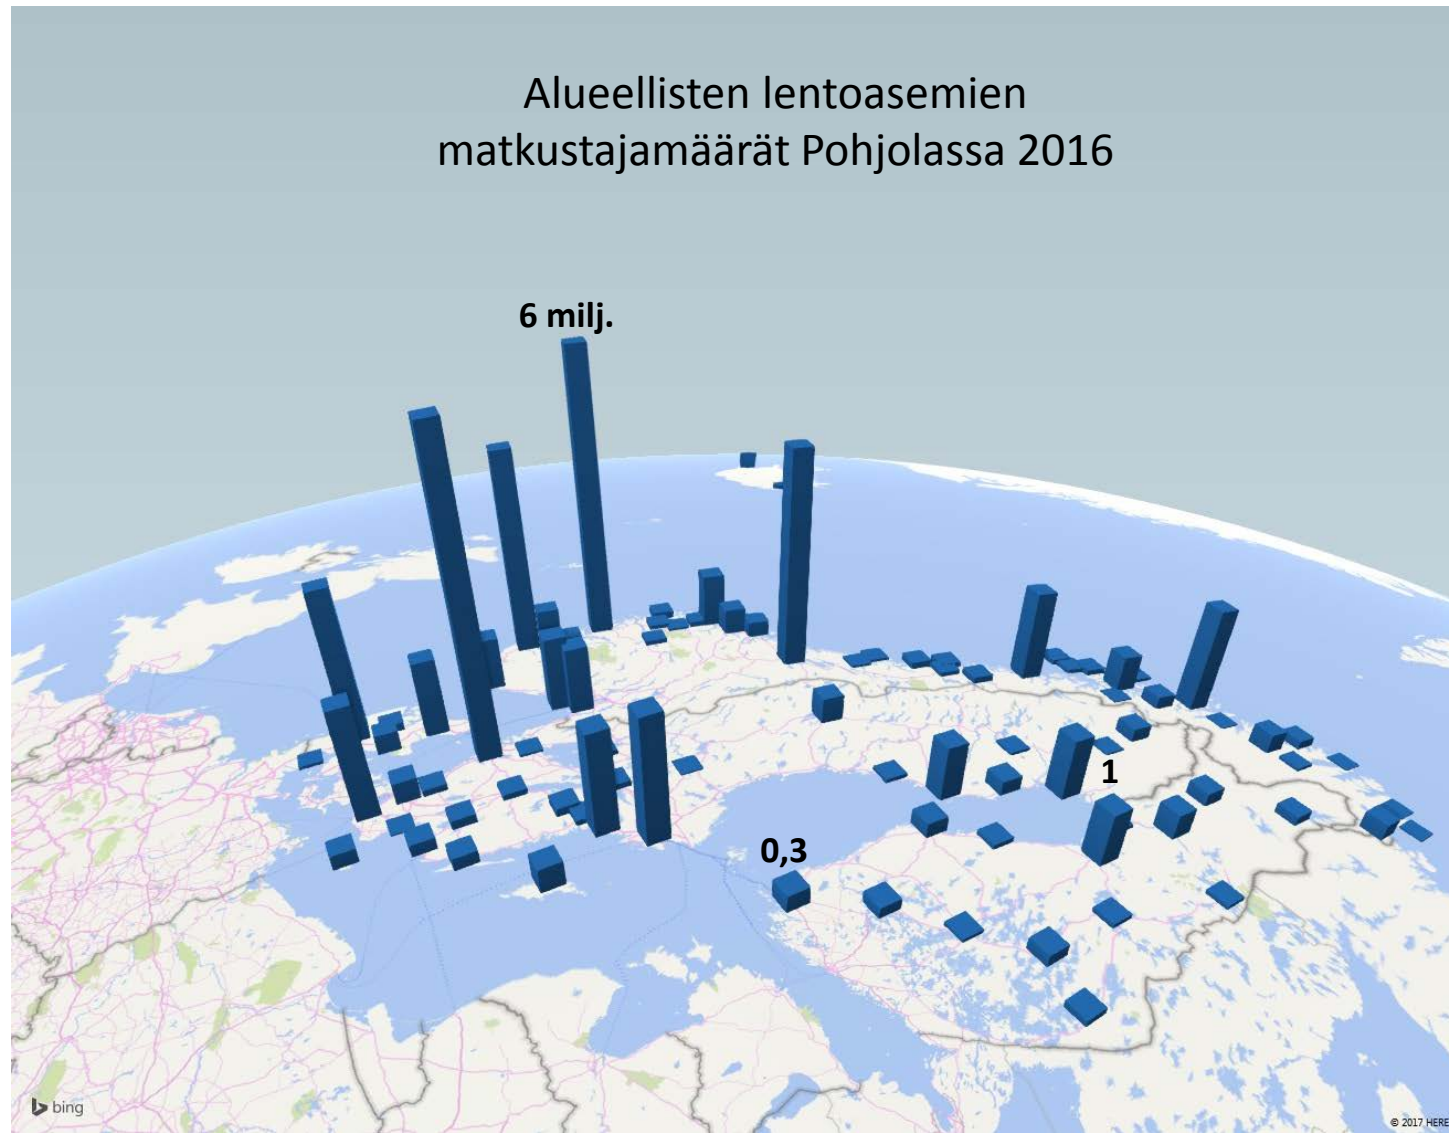 Alueellisten lentoasemien
matkustajamäärät Pohjolassa 2016
6 milj.
1
0,3
bing
© 2017 HERE